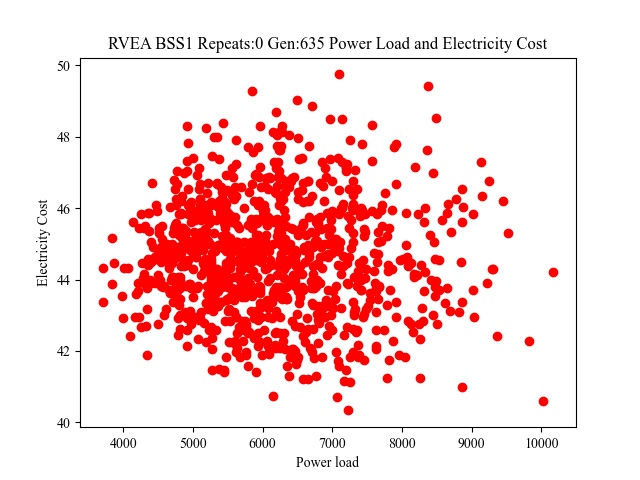 RVEA BSS1 Repeats:0 Gen:635 Power Load and Electricity Cost
50
48
46
44
42
40
Electricity Cost
4000 5000 6000 7000 8000 9000 10000
Power load